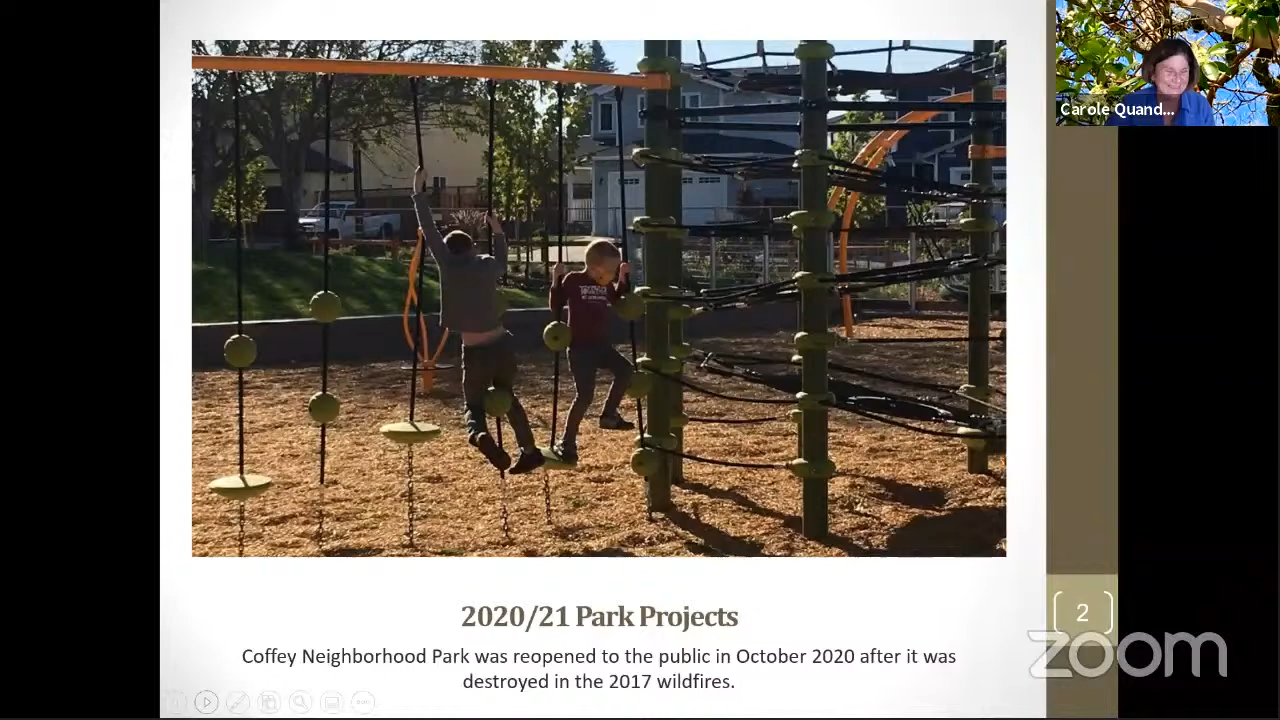 Carole Quand...
2020/21 Park Projects
Coffey Neighborhood Park was reopened to the public in October 2020 after it was
destroyed in the 2017 wildfires.
2
zoom